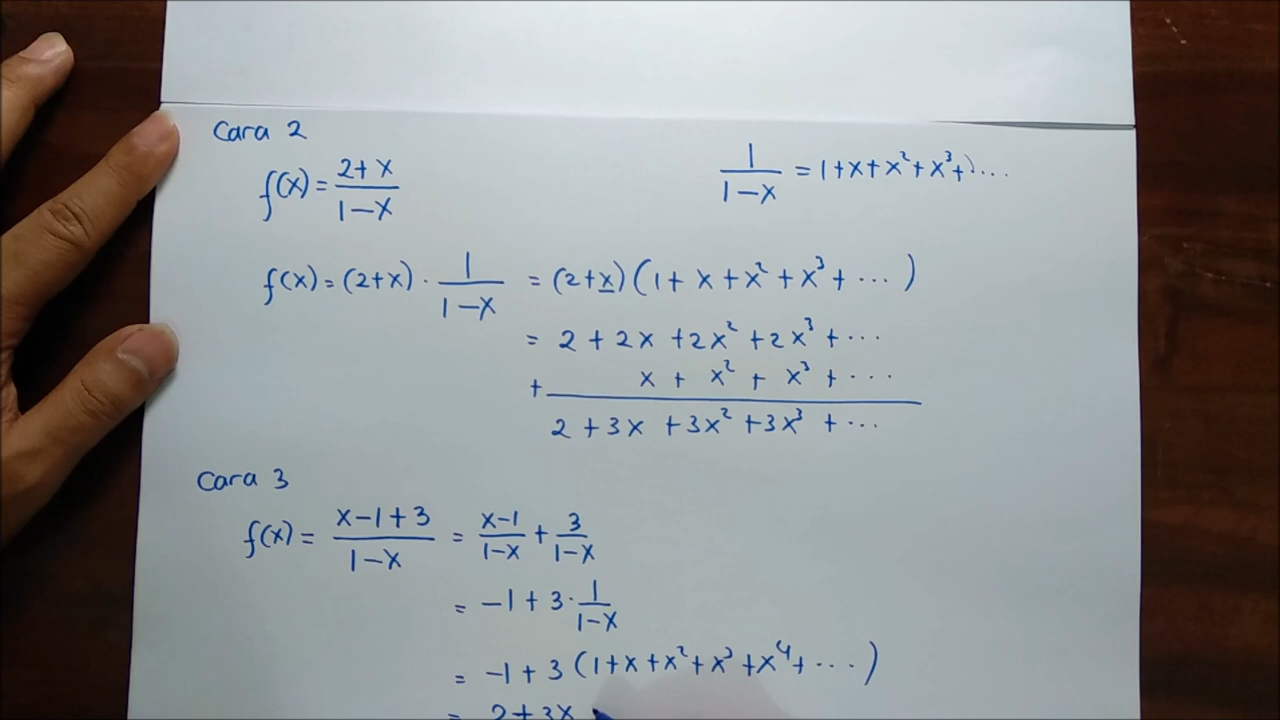 Cara 2
f(x) = (2+x)/(1-x)
1/(1-x) = 1+x+x²+x³+...
f(x) = (2+x) · 1/(1-x) = (2+x)(1+x+x²+x³+...)
= 2+2x+2x²+2x³+...
+ x+x²+x³+...
2+3x+3x²+3x³+...
Cara 3
f(x) = (x-1+3)/(1-x) = (x-1)/(1-x) + 3/(1-x)
= -1+3·1/(1-x)
= -1+3(1+x+x²+x³+x⁴+...)
= 2+3x